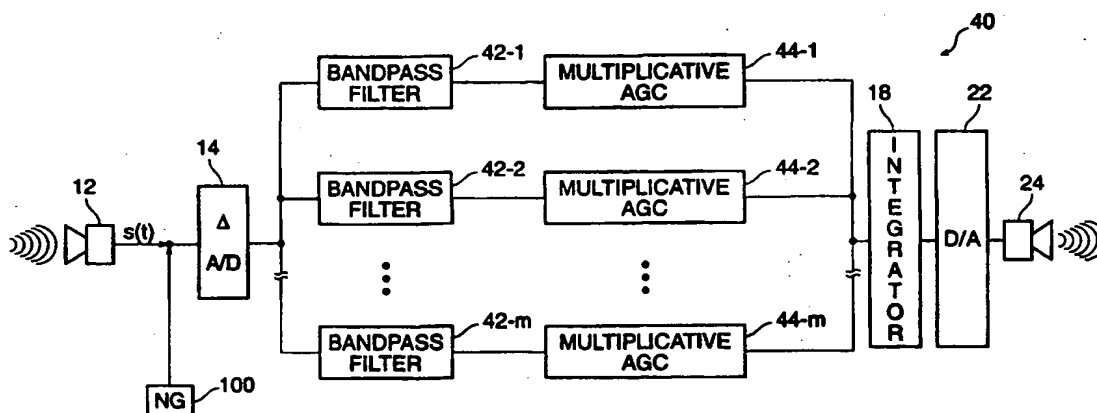 40
42-1
44-1
BANDPASS
FILTER
MULTIPLICATIVE
AGC
18
22
14
42-2
44-2
12
24
s(t)
Δ
A/D
BANDPASS
FILTER
MULTIPLICATIVE
AGC
INTEGRATOR
D/A
42-m
44-m
BANDPASS
FILTER
MULTIPLICATIVE
AGC
NG
100